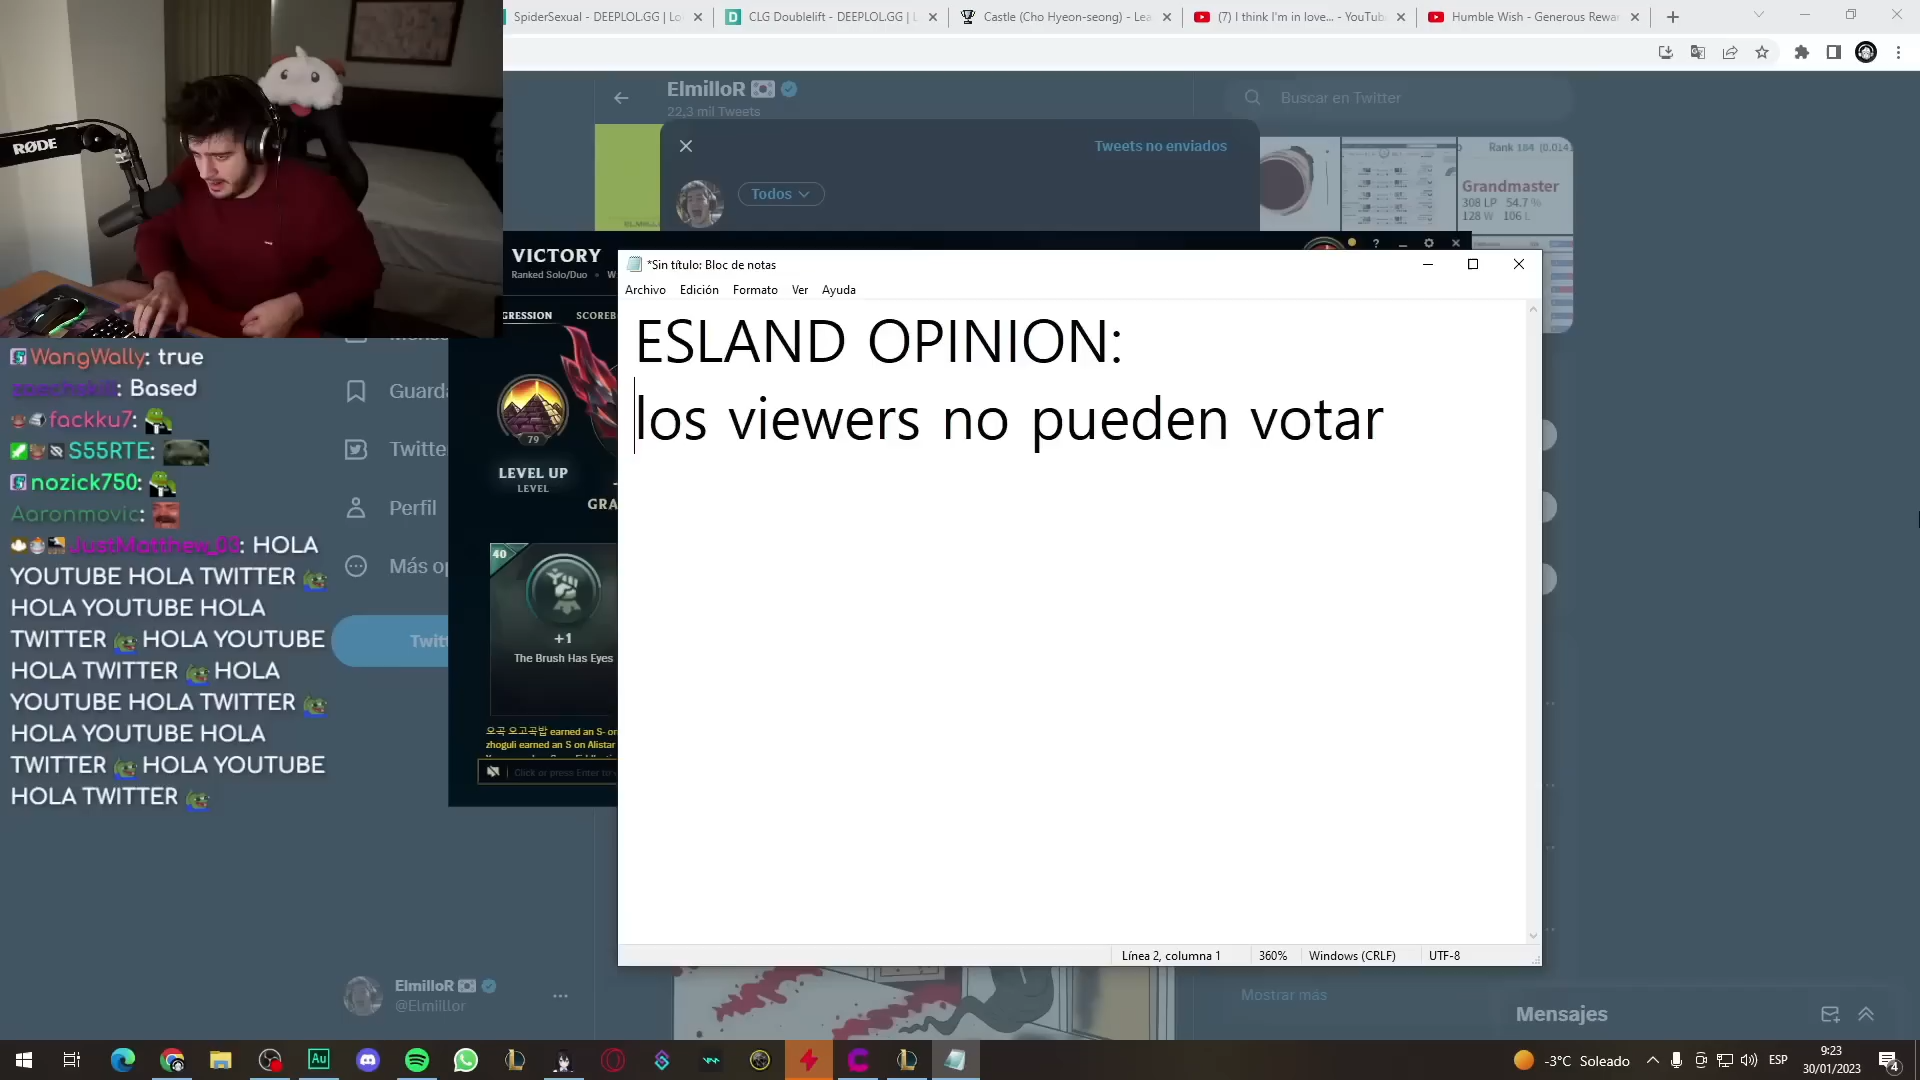 SpiderSexual - DEEPLOL.GG | Lo
CLG Doublelift - DEEPLOL.GG | L
Castle (Cho Hyeon-seong) - Lea
(7) I think I'm in love... - YouTub
Humble Wish - Generous Rewar
ElmilloR
22,3 mil Tweets
Buscar en Twitter
Tweets no enviados
Todos
Rank 184 (0.014
Grandmaster
308 LP 54.7 %
128 W 106 L
RØDE
VICTORY
Ranked Solo/Duo • W
*Sin título: Bloc de notas
Archivo Edición Formato Ver Ayuda
ESLAND OPINION:
los viewers no pueden votar
GRESSION SCOREB
79
LEVEL UP
LEVEL
GRA
40
+1
The Brush Has Eyes
오곡 오고곡밥 earned an S- or
zhoguli earned an S on Alistar
Click or press Enter to
WangWally: true
: Based
fackku7:
S55RTE:
nozick750:
Aaronmovic:
JustMatthew_03: HOLA
YOUTUBE HOLA TWITTER
HOLA YOUTUBE HOLA
TWITTER HOLA YOUTUBE
HOLA TWITTER HOLA
YOUTUBE HOLA TWITTER
HOLA YOUTUBE HOLA
TWITTER HOLA YOUTUBE
HOLA TWITTER
Guarda
Twitte
Perfil
Más op
Twitt
ElmilloR
@Elmiillor
Línea 2, columna 1 360% Windows (CRLF) UTF-8
Mostrar más
Mensajes
-3°C Soleado
ESP
9:23
30/01/2023
4